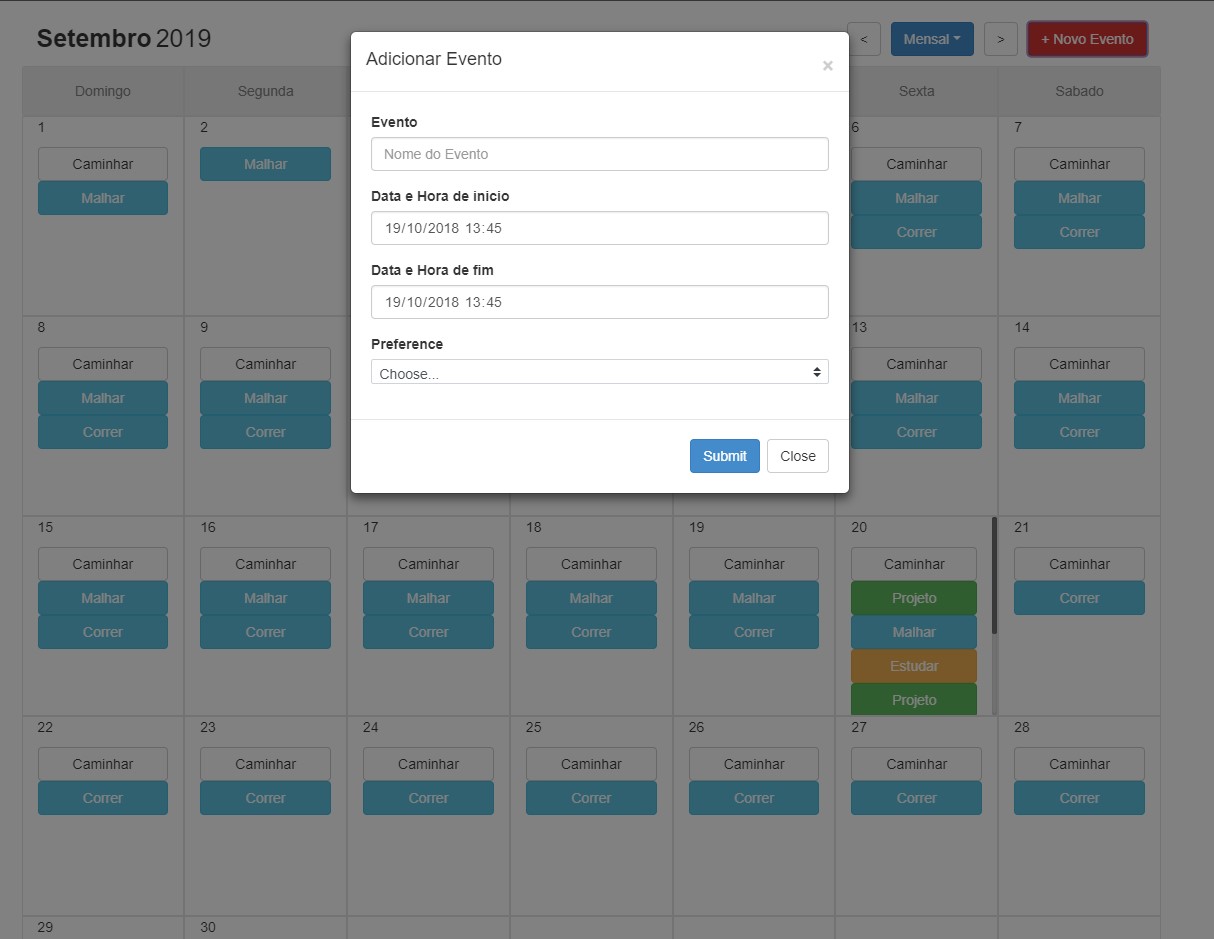 Setembro 2019
< Mensal > + Novo Evento
Domingo Segunda Sexta Sabado
Adicionar Evento
×
Evento
Nome do Evento
Data e Hora de inicio
19/10/2018 13:45
Data e Hora de fim
19/10/2018 13:45
Preference
Choose...
Submit Close
1 2 6 7
Caminhar Malhar Caminhar Caminhar
Malhar Malhar Malhar
Correr Correr
8 9 13 14
Caminhar Caminhar Caminhar Caminhar
Malhar Malhar Malhar Malhar
Correr Correr Correr Correr
15 16 17 18 19 20 21
Caminhar Caminhar Caminhar Caminhar Caminhar Caminhar Caminhar
Malhar Malhar Malhar Malhar Malhar Projeto Correr
Correr Correr Correr Correr Correr Malhar
Estudar
Projeto
22 23 24 25 26 27 28
Caminhar Caminhar Caminhar Caminhar Caminhar Caminhar Caminhar
Correr Correr Correr Correr Correr Correr Correr
29 30